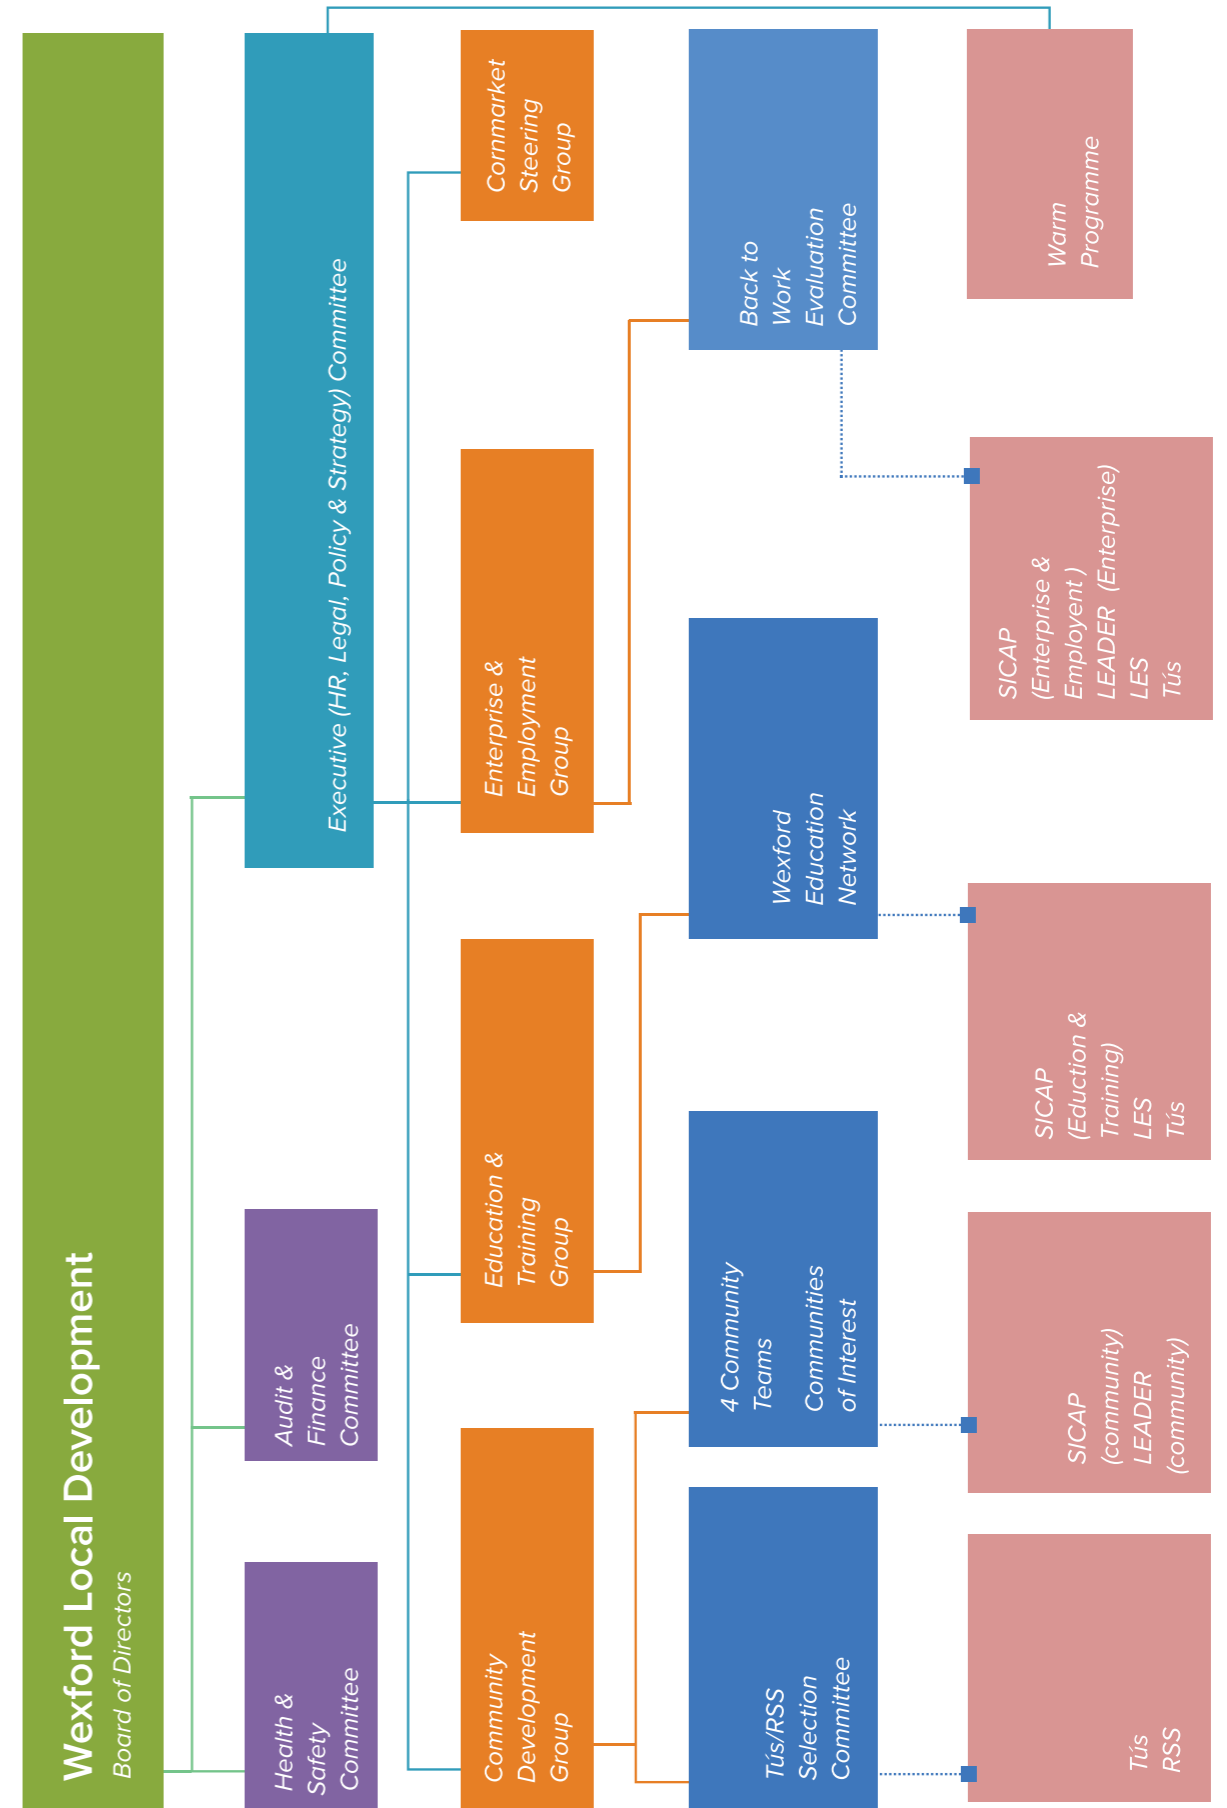 Wexford Local Development
Board of Directors
Health &
Safety
Committee
Audit &
Finance
Committee
Executive (HR, Legal, Policy & Strategy) Committee
Community
Development
Group
Education &
Training
Group
Enterprise &
Employment
Group
Cornmarket
Steering
Group
Tús/RSS
Selection
Committee
4 Community
Teams
Communities
of Interest
Wexford
Education
Network
Back to
Work
Evaluation
Committee
Tús
RSS
SICAP
(community)
LEADER
(community)
SICAP
(Eduction &
Training)
LES
Tús
SICAP
(Enterprise &
Employent )
LEADER (Enterprise)
LES
Tús
Warm
Programme